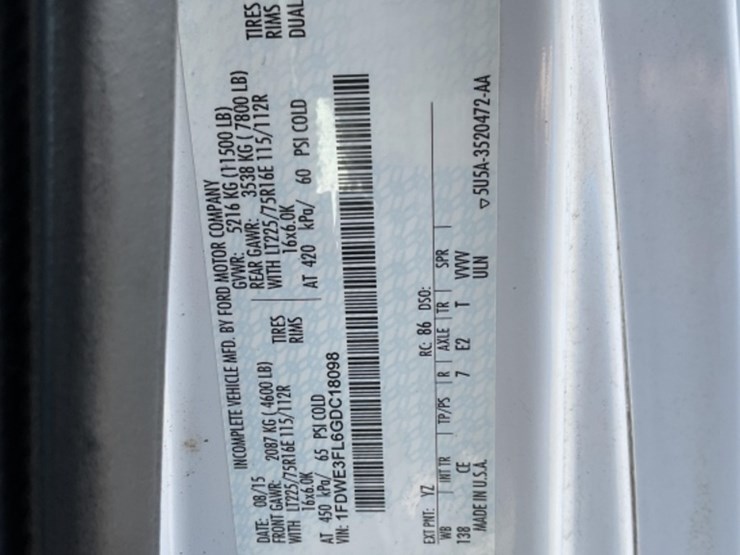 INCOMPLETE VEHICLE MFD. BY FORD MOTOR COMPANY
DATE: 08/15 GVWR: 5216 KG (11500 LB)
FRONT GAWR: 2087 KG (4600 LB) REAR GAWR: 3538 KG (7800 LB)
WITH LT225/75R16E 115/112R TIRES WITH LT225/75R16E 115/112R TIRES
16x6.0K RIMS 16x6.0K RIMS
AT 450 kPa/ 65 PSI COLD AT 420 kPa/ 60 PSI COLD DUAL
VIN: 1FDWE3FL6GDC18098
EXT PNT: YZ RC: 86 DSO:
WB INT TR TP/PS R AXLE TR SPR
138 CE 7 E2 T VVVV
MADE IN U.S.A. ULN
▽5U5A-3520472-AA